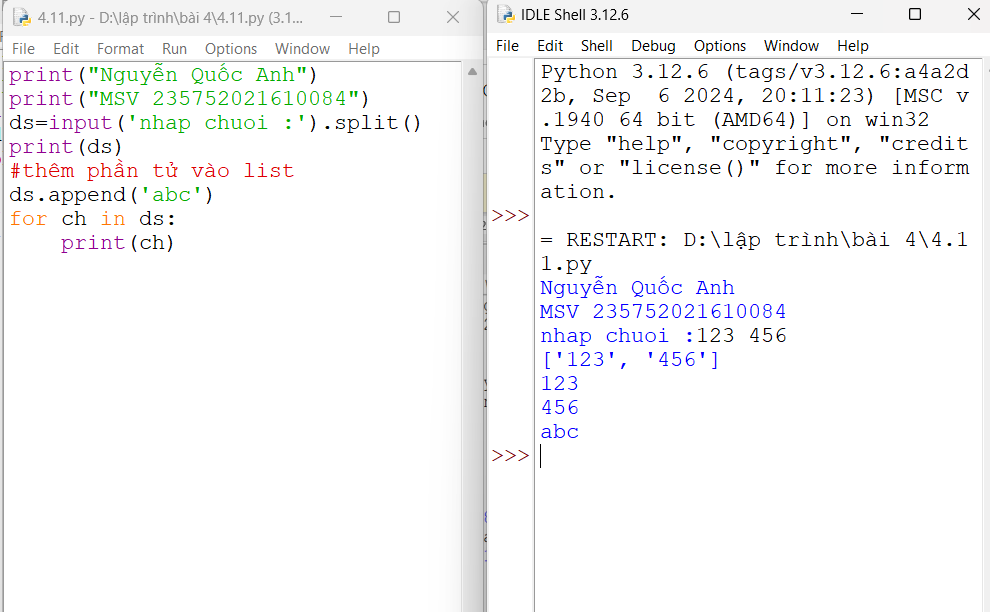 4.11.py - D:\lập trình\bài 4\4.11.py (3.1...
File Edit Format Run Options Window Help
print("Nguyễn Quốc Anh")
print("MSV 235752021610084")
ds=input('nhap chuoi :').split()
print(ds)
#thêm phần tử vào list
ds.append('abc')
for ch in ds:
    print(ch)
IDLE Shell 3.12.6
File Edit Shell Debug Options Window Help
Python 3.12.6 (tags/v3.12.6:a4a2d
2b, Sep  6 2024, 20:11:23) [MSC v
.1940 64 bit (AMD64)] on win32
Type "help", "copyright", "credit
s" or "license()" for more inform
ation.
>>>
= RESTART: D:\lập trình\bài 4\4.1
1.py
Nguyễn Quốc Anh
MSV 235752021610084
nhap chuoi :123 456
['123', '456']
123
456
abc
>>>